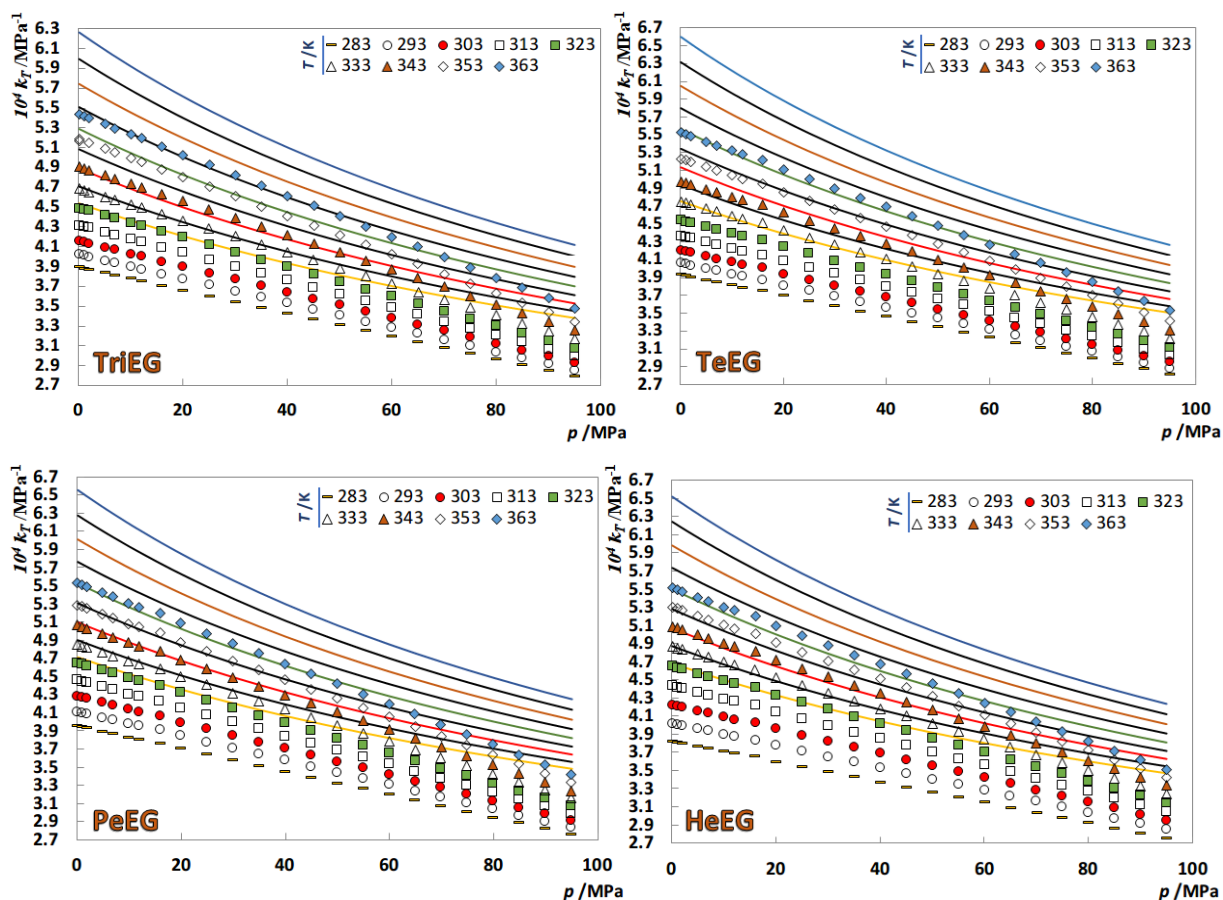 10⁴ k_T /MPa⁻¹
6.3
6.1
5.9
5.7
5.5
5.3
5.1
4.9
4.7
4.5
4.3
4.1
3.9
3.7
3.5
3.3
3.1
2.9
2.7
T/K
283 293 303 313 323
333 343 353 363
TriEG
0 20 40 60 80 100
p /MPa
10⁴ k_T /MPa⁻¹
6.7
6.5
6.3
6.1
5.9
5.7
5.5
5.3
5.1
4.9
4.7
4.5
4.3
4.1
3.9
3.7
3.5
3.3
3.1
2.9
2.7
T/K
283 293 303 313 323
333 343 353 363
TeEG
0 20 40 60 80 100
p /MPa
10⁴ k_T /MPa⁻¹
6.7
6.5
6.3
6.1
5.9
5.7
5.5
5.3
5.1
4.9
4.7
4.5
4.3
4.1
3.9
3.7
3.5
3.3
3.1
2.9
2.7
T/K
283 293 303 313 323
333 343 353 363
PeEG
0 20 40 60 80 100
p /MPa
10⁴ k_T /MPa⁻¹
6.7
6.5
6.3
6.1
5.9
5.7
5.5
5.3
5.1
4.9
4.7
4.5
4.3
4.1
3.9
3.7
3.5
3.3
3.1
2.9
2.7
T/K
283 293 303 313 323
333 343 353 363
HeEG
0 20 40 60 80 100
p /MPa